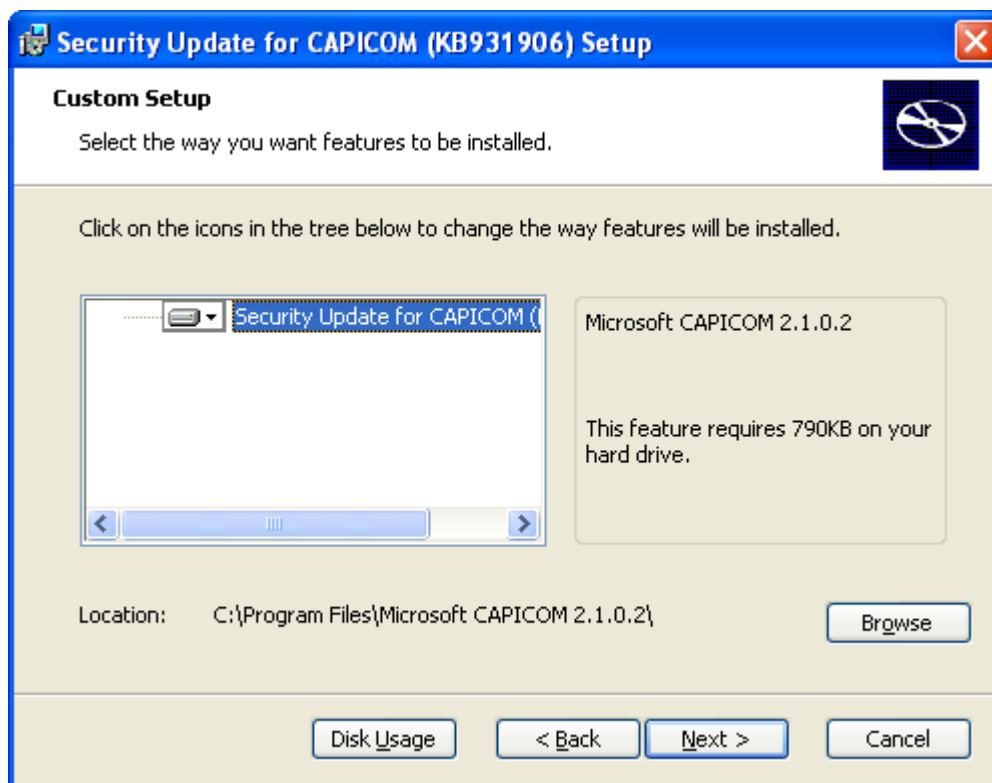 Security Update for CAPICOM (KB931906) Setup
Custom Setup
Select the way you want features to be installed.
Click on the icons in the tree below to change the way features will be installed.
Security Update for CAPICOM (
Microsoft CAPICOM 2.1.0.2
This feature requires 790KB on your
hard drive.
Location: C:\Program Files\Microsoft CAPICOM 2.1.0.2\
Browse
Disk Usage
< Back
Next >
Cancel